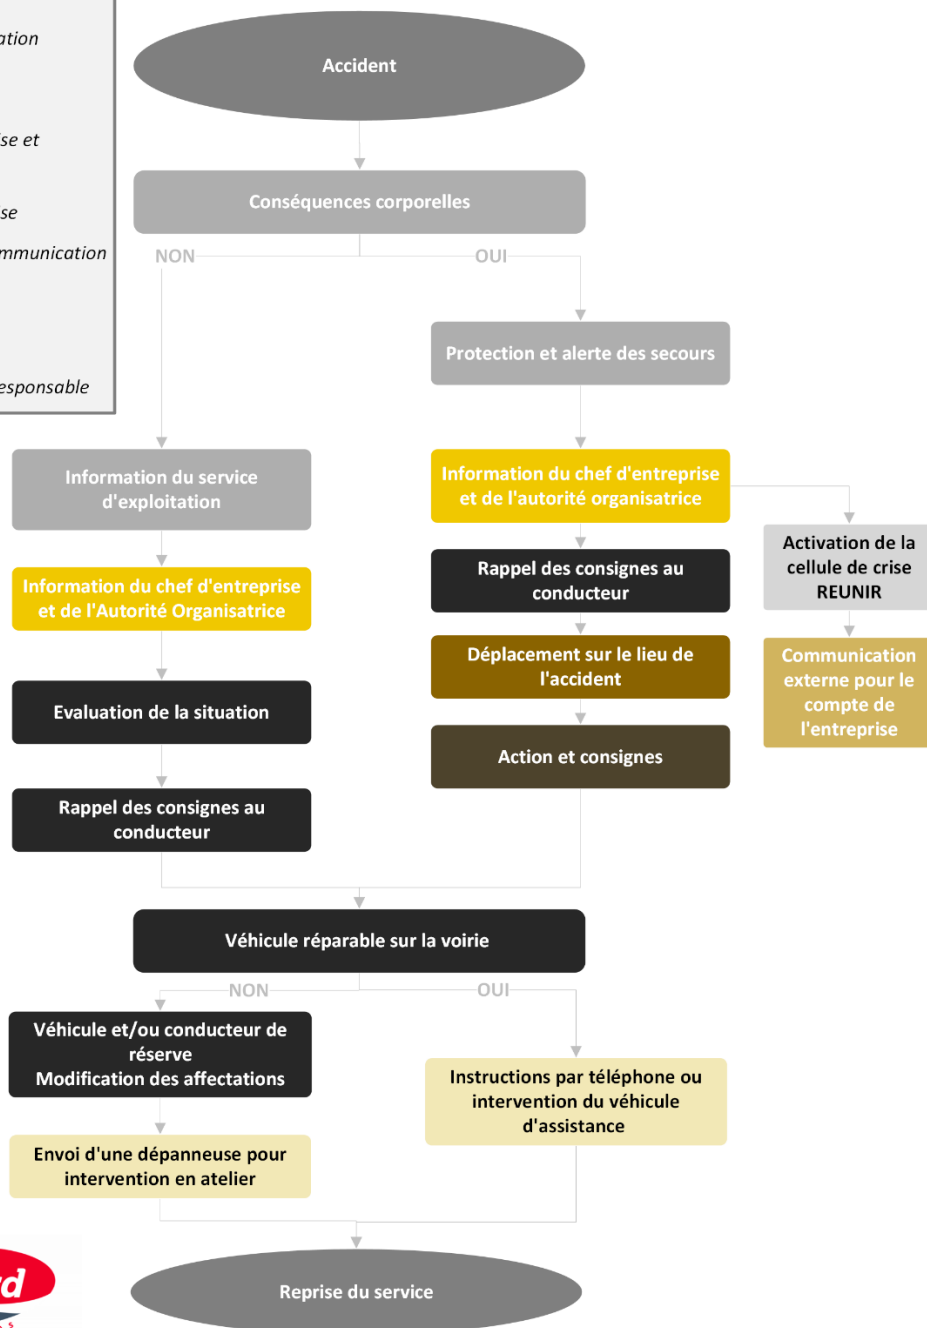 Accident
Conséquences corporelles
mmunication
esponsable
NON
OUI
Protection et alerte des secours
Information du service
d'exploitation
Information du chef d'entreprise
et de l'autorité organisatrice
Activation de la
cellule de crise
REUNIR
Rappel des consignes au
conducteur
Information du chef d'entreprise
et de l'Autorité Organisatrice
Déplacement sur le lieu de
l'accident
Communication
externe pour le
compte de
l'entreprise
Evaluation de la situation
Action et consignes
Rappel des consignes au
conducteur
Véhicule réparable sur la voirie
NON
OUI
Véhicule et/ou conducteur de
réserve
Modification des affectations
Instructions par téléphone ou
intervention du véhicule
d'assistance
Envoi d'une dépanneuse pour
intervention en atelier
Reprise du service